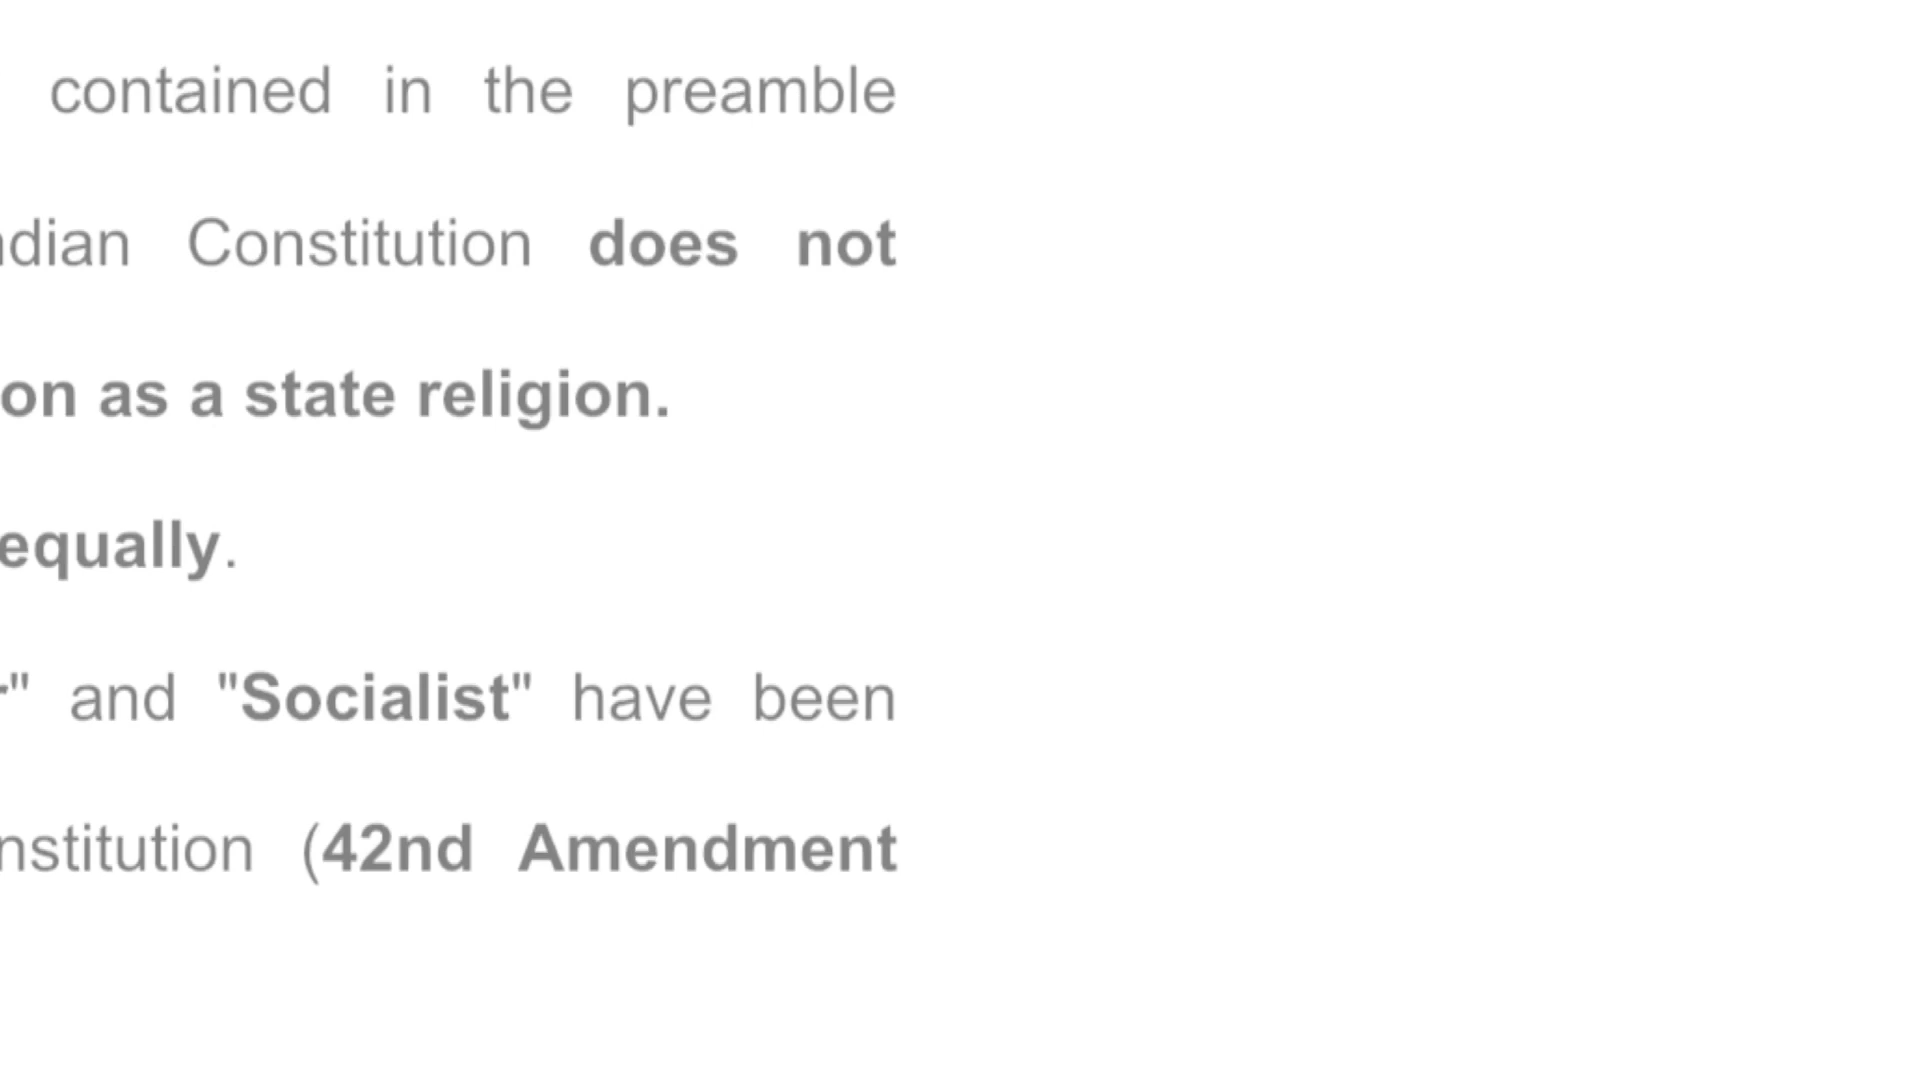 contained in the preamble
dian Constitution does not
on as a state religion.
equally.
" and "Socialist" have been
nstitution (42nd Amendment